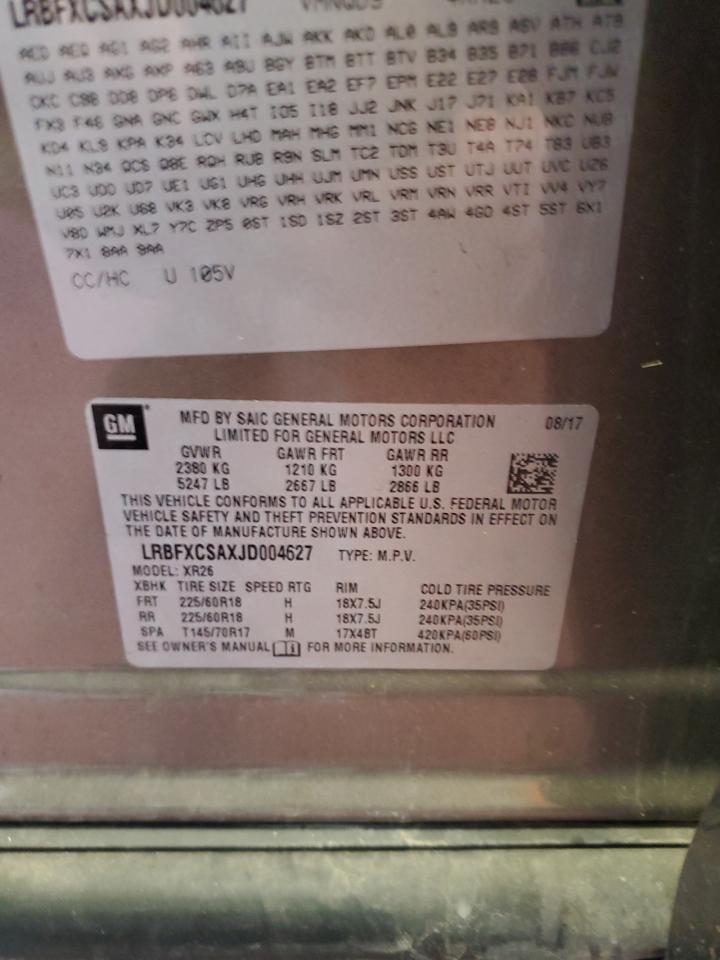 LRBFXCSAXJD004627
AED AEQ AG1 AG2 AHR AII AJW AKK AKO AL0 AL9 AR9 ASV ATH AT8
AUJ AU3 AXG AXP A63 A9U BGY BTM BTT BTV B34 B35 B71 B86 CJ2
CKC C98 DD8 DP6 DWL D7A EA1 EA2 EF7 EPM E22 E27 E28 FJM FJW
FX3 F46 GNA GNC GWX H4T IO5 I18 JJ2 JNK J17 J71 KA1 KB7 KC5
KD4 KL9 KPA K34 LCV LHD MAH MHG MM1 NCG NE1 NE8 NJ1 NKC NUB
N11 N34 QCS Q8E RQH RU8 R9N SLM TC2 TDM T3U T4A T74 T83 UB3
UC3 UDD UD7 UE1 UG1 UHG UHH UJM UMN USS UST UTJ UUT UVC UZ6
U05 U2K U68 VK3 VK8 VRG VRH VRK VRL VRM VRN VRR VTI VV4 VY7
V8D WMJ XL7 Y7C ZP5 0ST 1SD 1SZ 2ST 3ST 4AW 4GO 4ST 5ST 6X1
7X1 8AA 9AA
CC/HC U 105V
GM
MFD BY SAIC GENERAL MOTORS CORPORATION 08/17
LIMITED FOR GENERAL MOTORS LLC
GVWR GAWR FRT GAWR RR
2380 KG 1210 KG 1300 KG
5247 LB 2667 LB 2866 LB
THIS VEHICLE CONFORMS TO ALL APPLICABLE U.S. FEDERAL MOTOR
VEHICLE SAFETY AND THEFT PREVENTION STANDARDS IN EFFECT ON
THE DATE OF MANUFACTURE SHOWN ABOVE.
LRBFXCSAXJD004627 TYPE: M.P.V.
MODEL: XR26
XBHK TIRE SIZE SPEED RTG RIM COLD TIRE PRESSURE
FRT 225/60R18 H 18X7.5J 240KPA(35PSI)
RR 225/60R18 H 18X7.5J 240KPA(35PSI)
SPA T145/70R17 M 17X4BT 420KPA(60PSI)
SEE OWNER'S MANUAL FOR MORE INFORMATION.